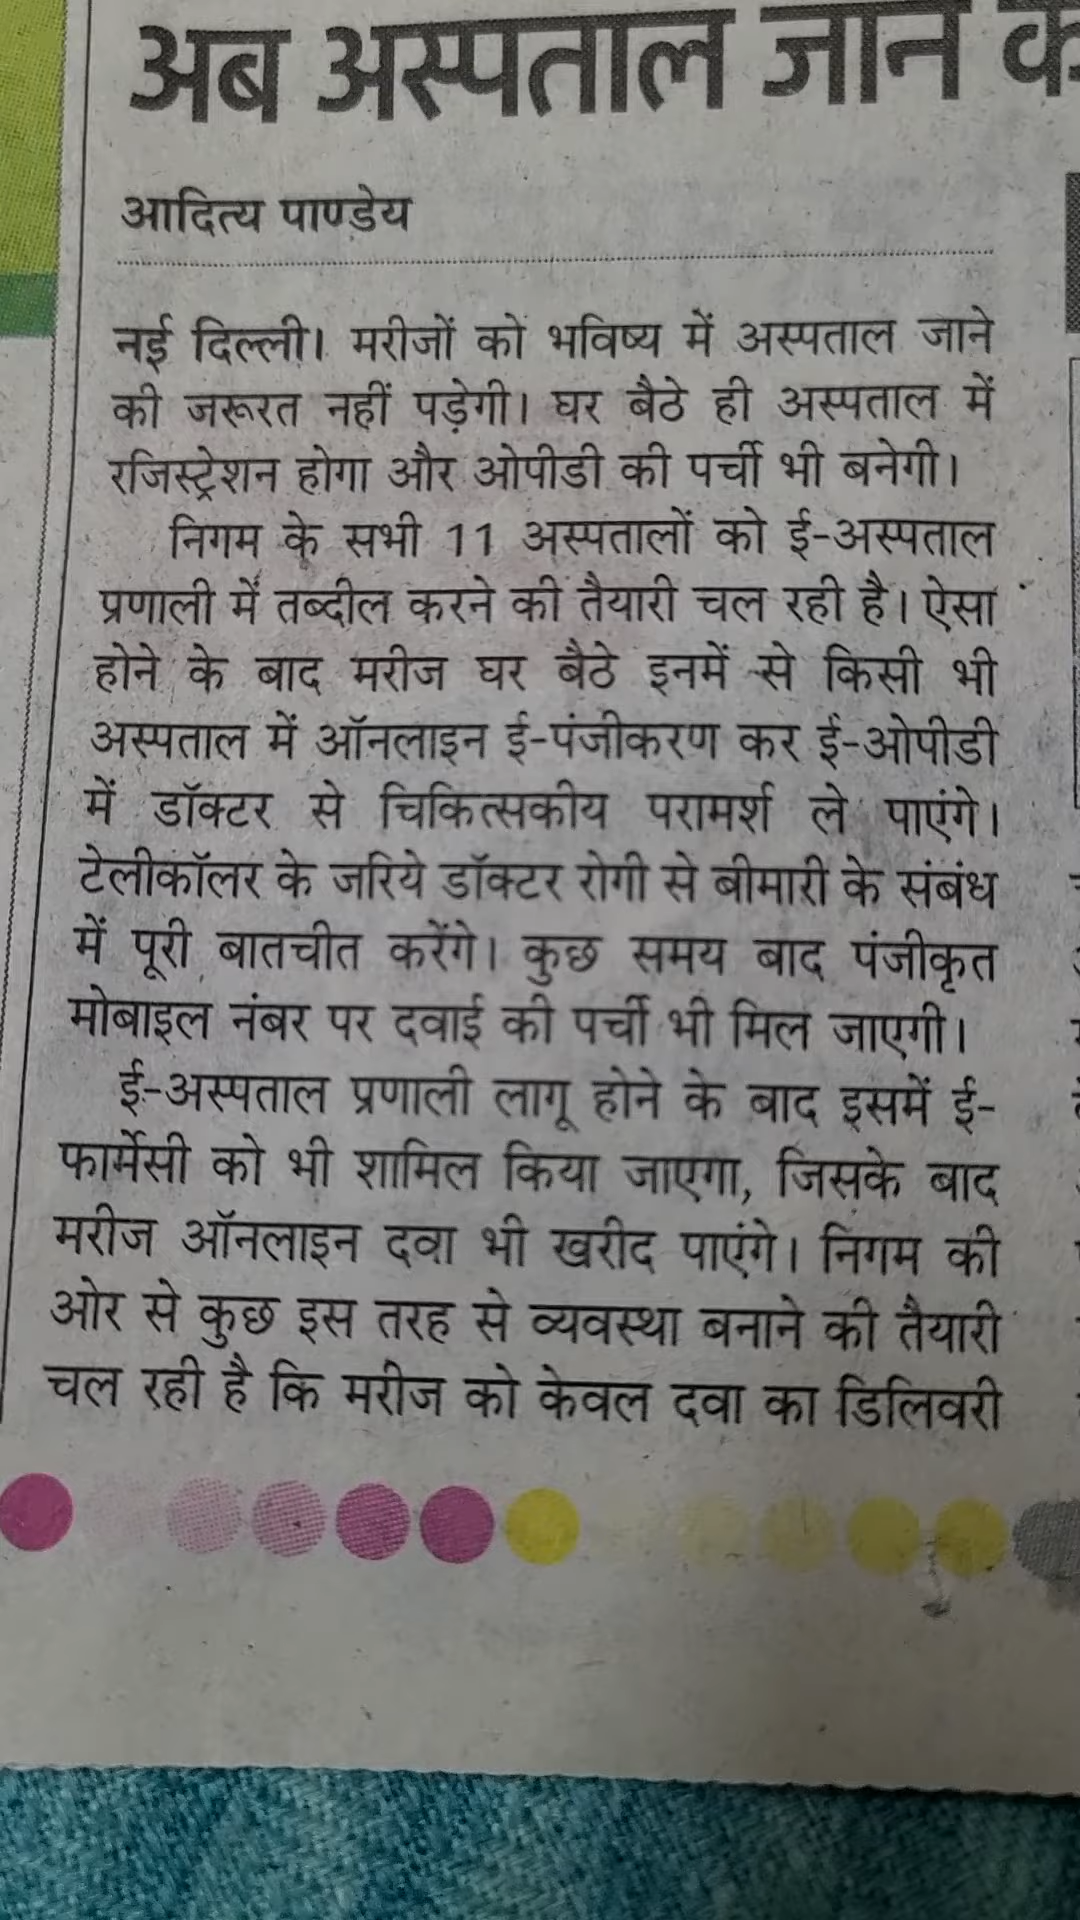 अब अस्पताल जान
आदित्य पाण्डेय
नई दिल्ली। मरीजों को भविष्य में अस्पताल जाने
की जरूरत नहीं पड़ेगी। घर बैठे ही अस्पताल में
रजिस्ट्रेशन होगा और ओपीडी की पर्ची भी बनेगी।
निगम के सभी 11 अस्पतालों को ई-अस्पताल
प्रणाली में तब्दील करने की तैयारी चल रही है। ऐसा
होने के बाद मरीज घर बैठे इनमें से किसी भी
अस्पताल में ऑनलाइन ई-पंजीकरण कर ई-ओपीडी
में डॉक्टर से चिकित्सकीय परामर्श ले पाएंगे।
टेलीकॉलर के जरिये डॉक्टर रोगी से बीमारी के संबंध
में पूरी बातचीत करेंगे। कुछ समय बाद पंजीकृत
मोबाइल नंबर पर दवाई की पर्ची भी मिल जाएगी।
ई-अस्पताल प्रणाली लागू होने के बाद इसमें ई-
फार्मेसी को भी शामिल किया जाएगा, जिसके बाद
मरीज ऑनलाइन दवा भी खरीद पाएंगे। निगम की
ओर से कुछ इस तरह से व्यवस्था बनाने की तैयारी
चल रही है कि मरीज को केवल दवा का डिलिवरी